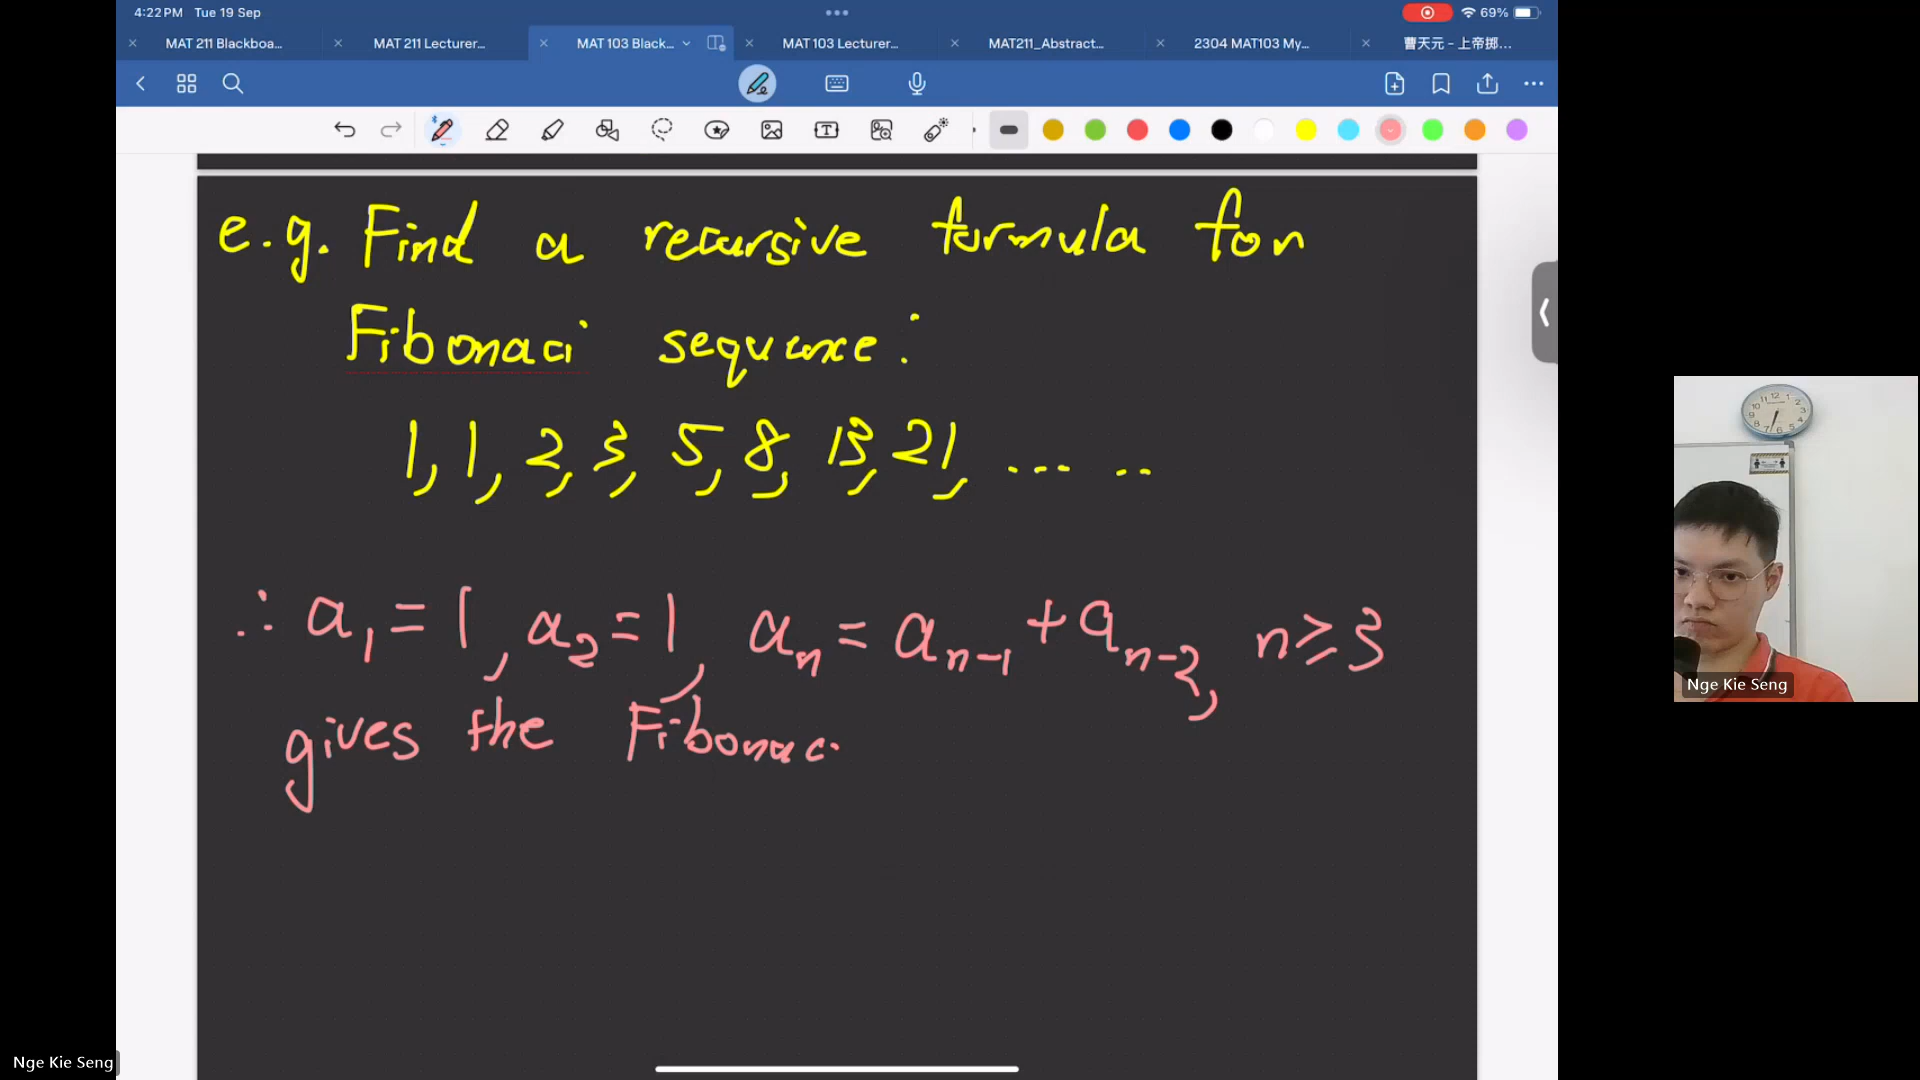 4:22 PM Tue 19 Sep
69%
MAT 211 Blackboa...
MAT 211 Lecturer...
MAT 103 Black...
MAT 103 Lecturer...
MAT211_Abstract...
2304 MAT103 My...
曹天元 - 上帝掷...
e.g. Find a recursive formula for
Fibonaci sequence:
1, 1, 2, 3, 5, 8, 13, 21, ... ..
∴ a₁ = 1, a₂ = 1, aₙ = aₙ₋₁ + aₙ₋₂, n ≥ 3
gives the Fibonac
Nge Kie Seng
Nge Kie Seng